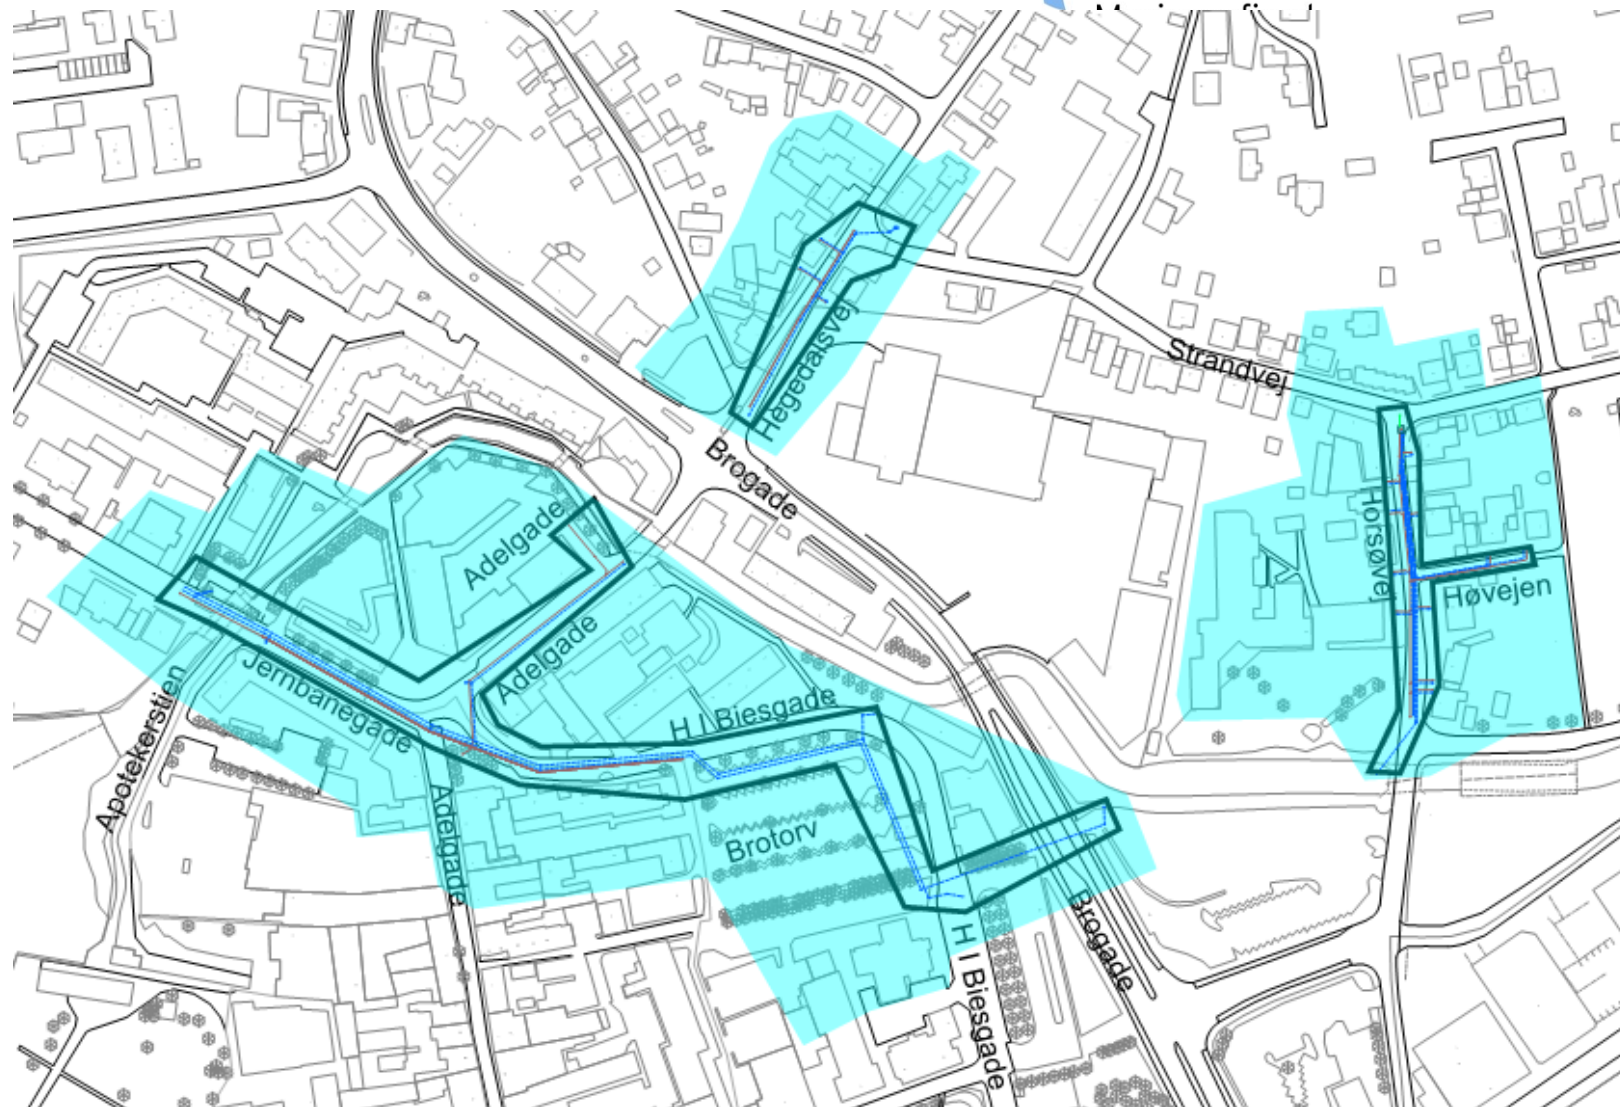 Strandvej
Hegedalsvej
Brogade
Adelgade
Horsøvej
Høvejen
Adelgade
Jernbanegade
H I Biesgade
Apotekerstien
Brotorv
Adelgade
Brogade
H I Biesgade